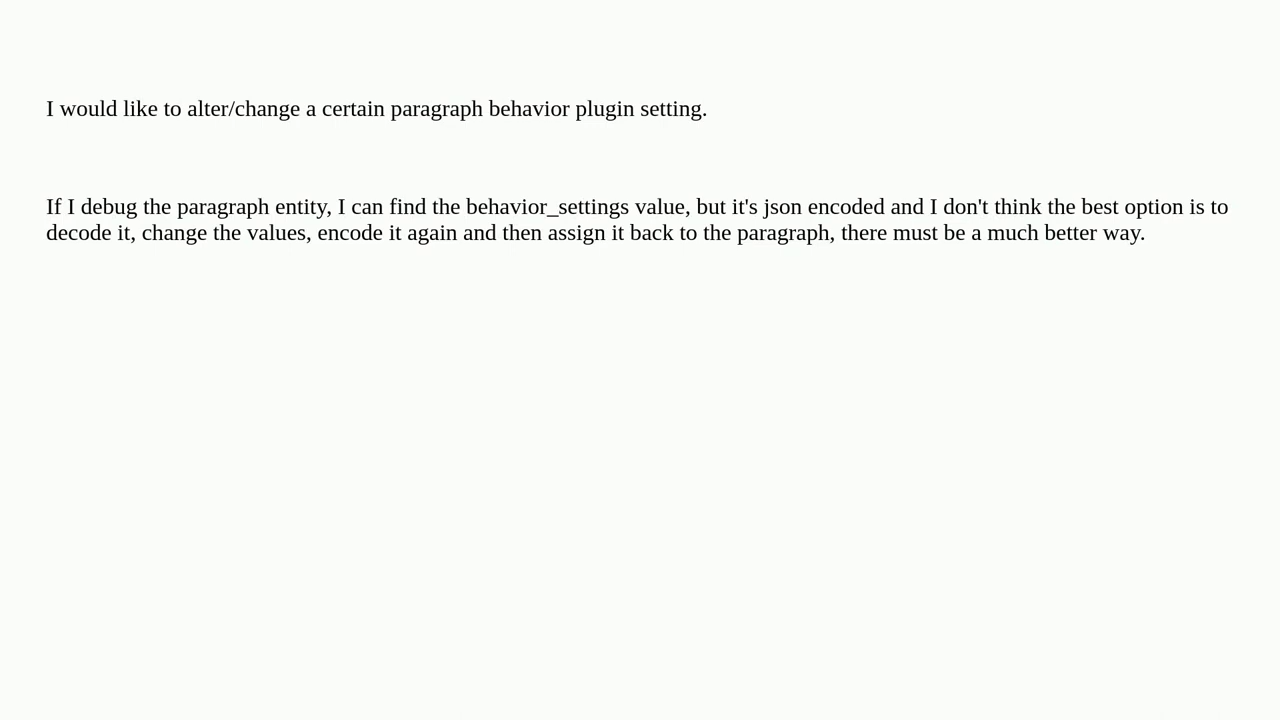 I would like to alter/change a certain paragraph behavior plugin setting.
If I debug the paragraph entity, I can find the behavior_settings value, but it's json encoded and I don't think the best option is to
decode it, change the values, encode it again and then assign it back to the paragraph, there must be a much better way.